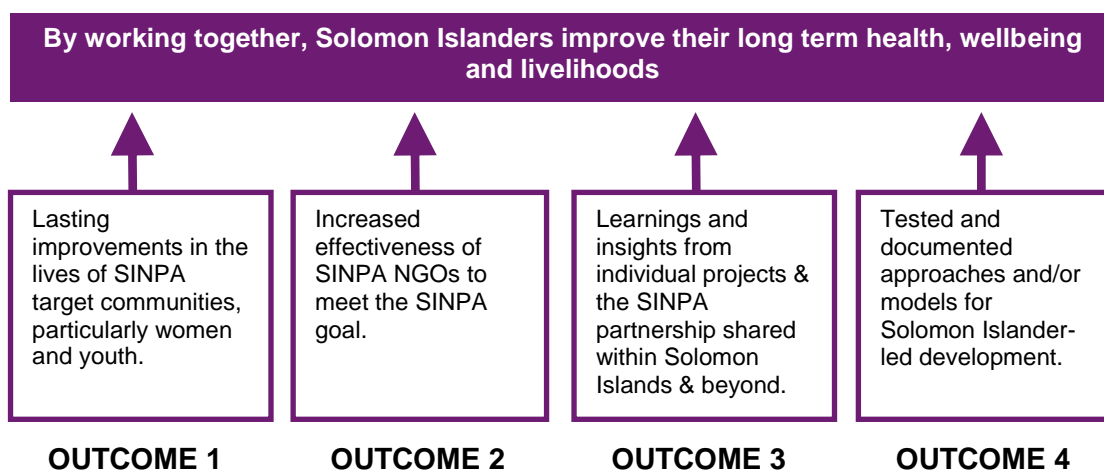 By working together, Solomon Islanders improve their long term health, wellbeing
and livelihoods
Lasting
improvements in the
lives of SINPA
target communities,
particularly women
and youth.
Increased
effectiveness of
SINPA NGOs to
meet the SINPA
goal.
Learnings and
insights from
individual projects &
the SINPA
partnership shared
within Solomon
Islands & beyond.
Tested and
documented
approaches and/or
models for
Solomon Islander-
led development.
OUTCOME 1
OUTCOME 2
OUTCOME 3
OUTCOME 4